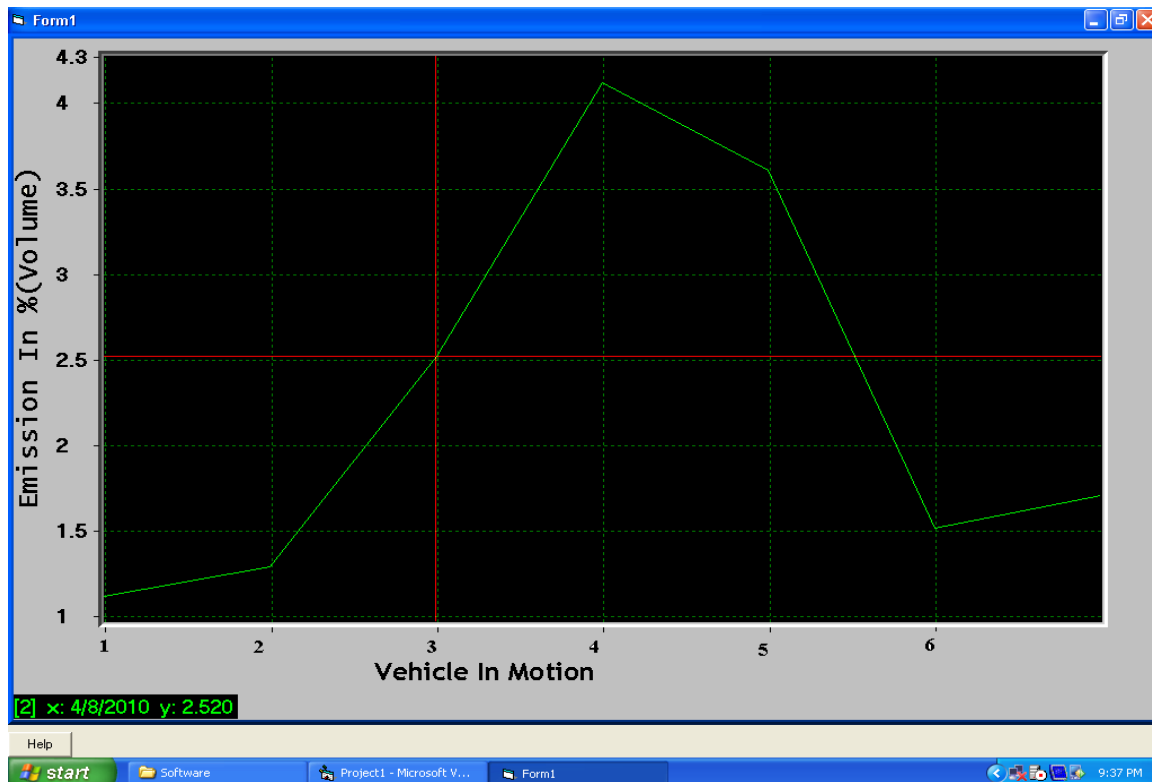 Form1
4.3
4
3.5
3
2.5
2
1.5
1
Emission In %(Volume)
1 2 3 4 5 6
Vehicle In Motion
[2] x: 4/8/2010 y: 2.520
Help
start Software Project1 - Microsoft V... Form1 9:37 PM